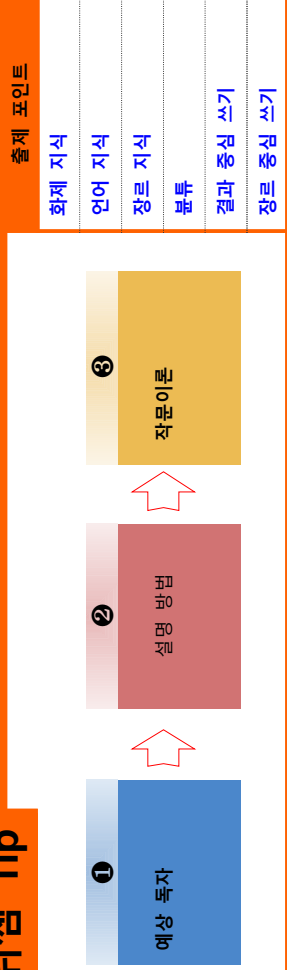 Tip
❶
예상 독자
❷
설명 방법
❸
작문이론
출제 포인트
화제 지식
언어 지식
장르 지식
결과 중심 쓰기
장르 중심 쓰기